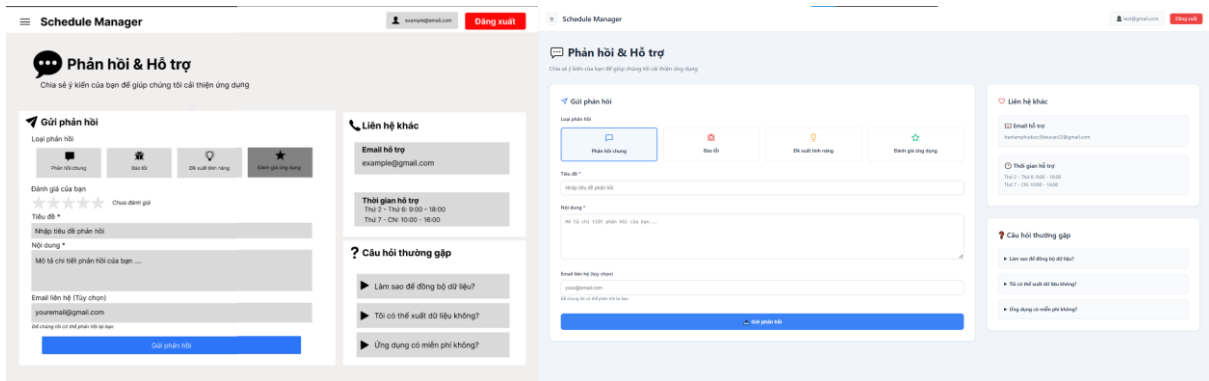 Schedule Manager
example@email.com
Đăng xuất
Phản hồi & Hỗ trợ
Chia sẻ ý kiến của bạn để giúp chúng tôi cải thiện ứng dụng
Gửi phản hồi
Loại phản hồi
Phản hồi chung
Báo lỗi
Đề xuất tính năng
Đánh giá ứng dụng
Đánh giá của bạn
Chưa đánh giá
Tiêu đề *
Nhập tiêu đề phản hồi
Nội dung *
Mô tả chi tiết phản hồi của bạn ....
Email liên hệ (Tùy chọn)
youremail@gmail.com
Để chúng tôi có thể phản hồi lại bạn
Gửi phản hồi
Liên hệ khác
Email hỗ trợ
example@gmail.com
Thời gian hỗ trợ
Thứ 2 - Thứ 6: 9:00 - 18:00
Thứ 7 - CN: 10:00 - 16:00
Câu hỏi thường gặp
Làm sao để đồng bộ dữ liệu?
Tôi có thể xuất dữ liệu không?
Ứng dụng có miễn phí không?
Schedule Manager
test@gmail.com
Đăng xuất
Phản hồi & Hỗ trợ
Chia sẻ ý kiến của bạn để giúp chúng tôi cải thiện ứng dụng
Gửi phản hồi
Loại phản hồi
Phản hồi chung
Báo lỗi
Đề xuất tính năng
Đánh giá ứng dụng
Tiêu đề *
Nhập tiêu đề phản hồi
Nội dung *
Mô tả chi tiết phản hồi của bạn...
Email liên hệ (tùy chọn)
your@email.com
Để chúng tôi có thể phản hồi lại bạn
Gửi phản hồi
Liên hệ khác
Email hỗ trợ
Thời gian hỗ trợ
Thứ 2 - Thứ 6: 9:00 - 18:00
Thứ 7 - CN: 10:00 - 16:00
Câu hỏi thường gặp
Làm sao để đồng bộ dữ liệu?
Tôi có thể xuất dữ liệu không?
Ứng dụng có miễn phí không?